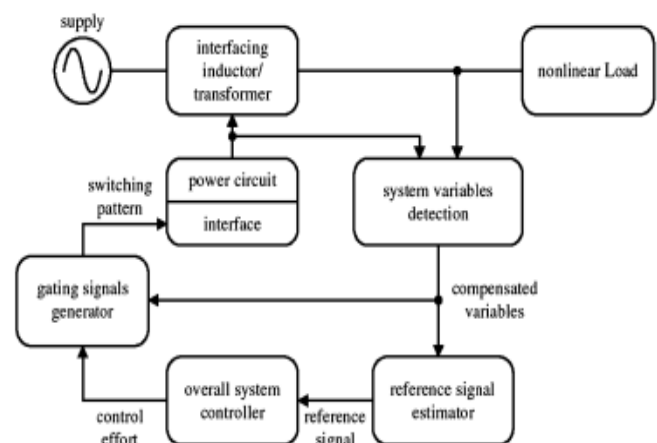 supply
interfacing
inductor/
transformer
nonlinear Load
power circuit
interface
switching
pattern
system variables
detection
gating signals
generator
compensated
variables
overall system
controller
reference signal
estimator
control
effort
reference
signal